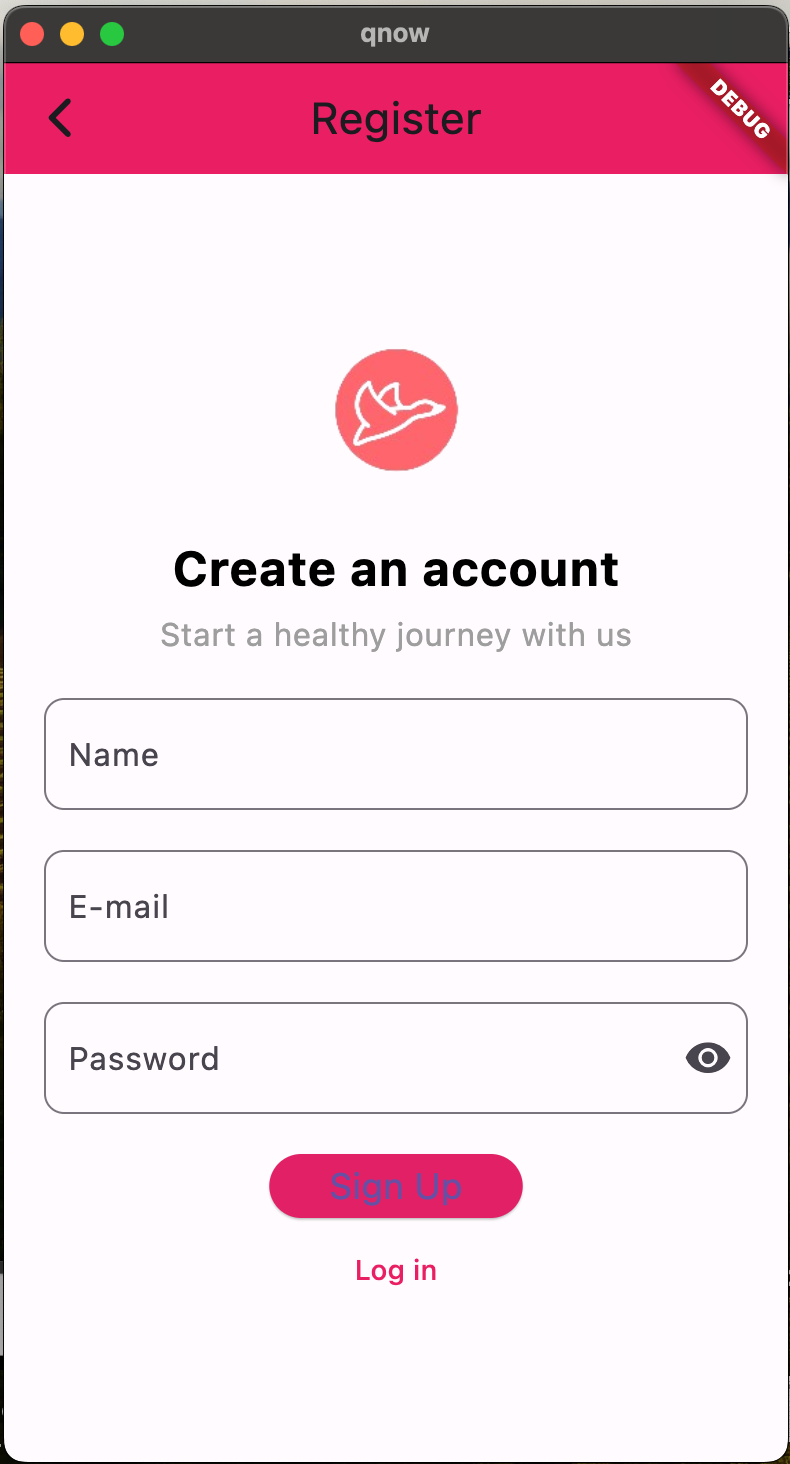 qnow
Register
DEBUG
Create an account
Start a healthy journey with us
Name
E-mail
Password
Sign Up
Log in